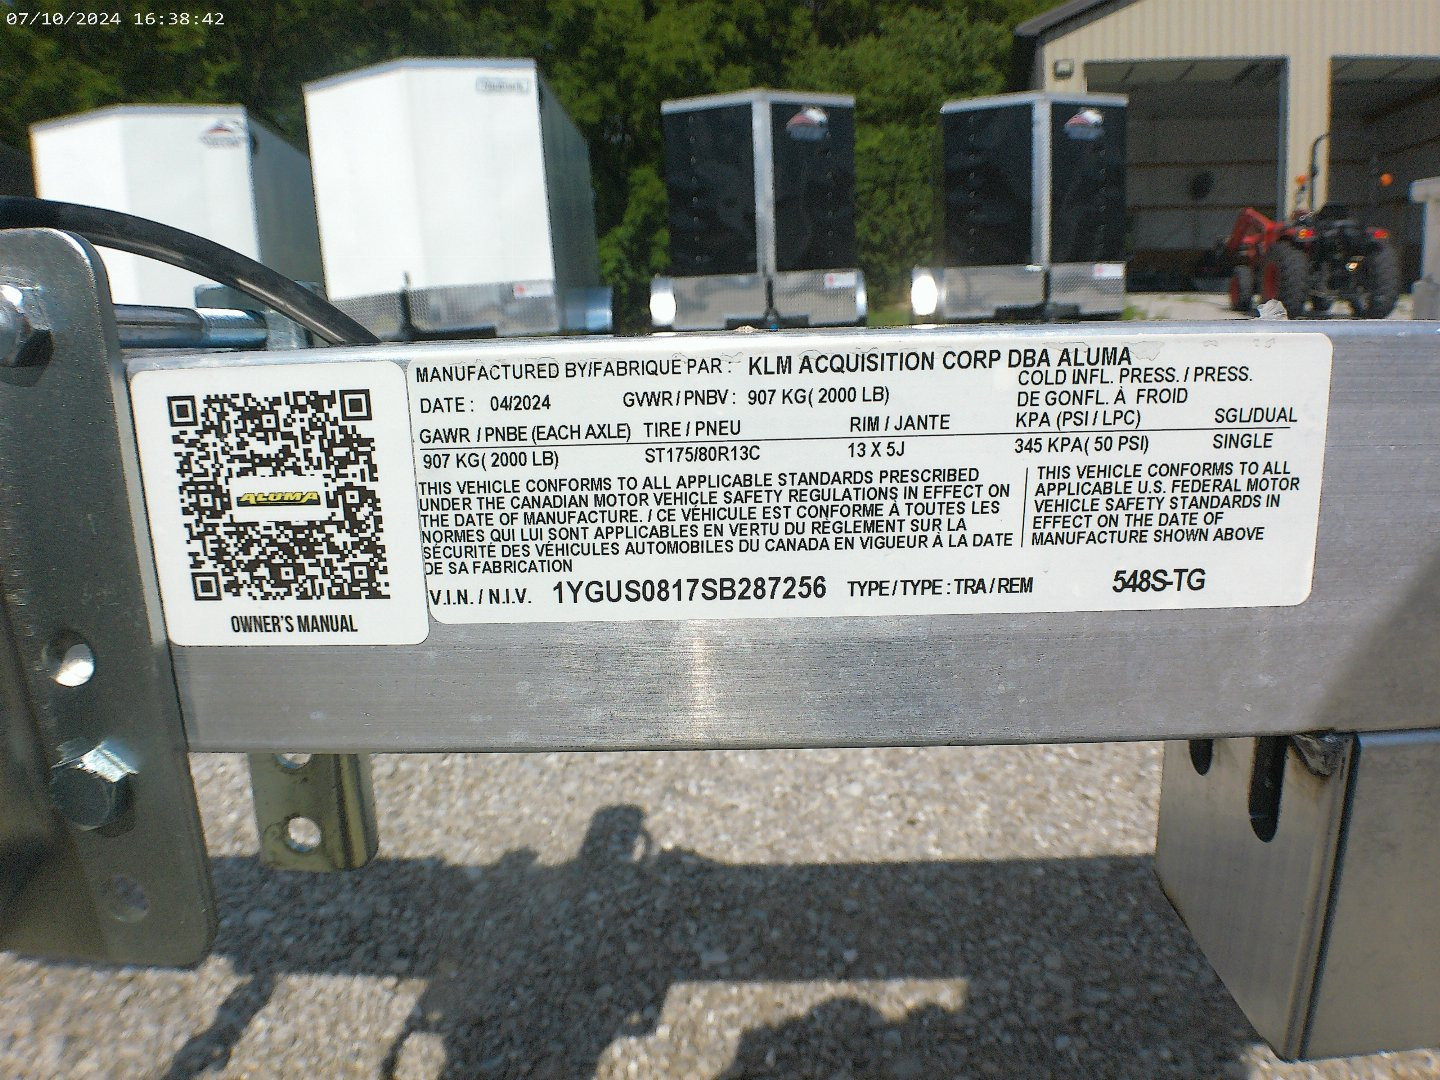 07/10/2024 16:38:42
MANUFACTURED BY/FABRIQUÉ PAR : KLM ACQUISITION CORP DBA ALUMA
DATE : 04/2024 GVWR / PNBV : 907 KG( 2000 LB) COLD INFL. PRESS. / PRESS.
DE GONFL. À FROID
GAWR / PNBE (EACH AXLE) TIRE / PNEU RIM / JANTE KPA (PSI / LPC) SGL/DUAL
907 KG( 2000 LB) ST175/80R13C 13 X 5J 345 KPA( 50 PSI) SINGLE
THIS VEHICLE CONFORMS TO ALL APPLICABLE STANDARDS PRESCRIBED
UNDER THE CANADIAN MOTOR VEHICLE SAFETY REGULATIONS IN EFFECT ON
THE DATE OF MANUFACTURE. / CE VÉHICULE EST CONFORME À TOUTES LES
NORMES QUI LUI SONT APPLICABLES EN VERTU DU RÉGLEMENT SUR LA
SÉCURITÉ DES VÉHICULES AUTOMOBILES DU CANADA EN VIGUEUR À LA DATE
DE SA FABRICATION
THIS VEHICLE CONFORMS TO ALL
APPLICABLE U.S. FEDERAL MOTOR
VEHICLE SAFETY STANDARDS IN
EFFECT ON THE DATE OF
MANUFACTURE SHOWN ABOVE
V.I.N. / N.I.V. 1YGUS0817SB287256 TYPE / TYPE : TRA / REM 548S-TG
ALUMA
OWNER'S MANUAL